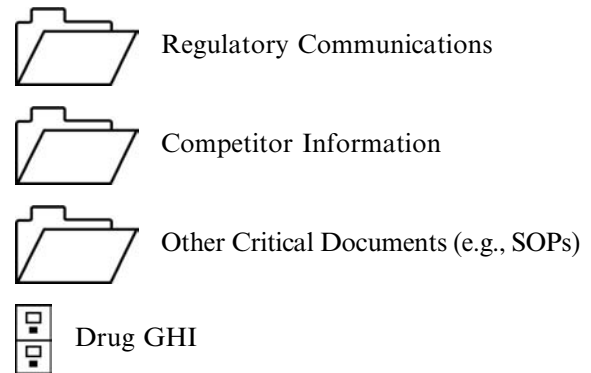 Regulatory Communications
Competitor Information
Other Critical Documents (e.g., SOPs)
Drug GHI